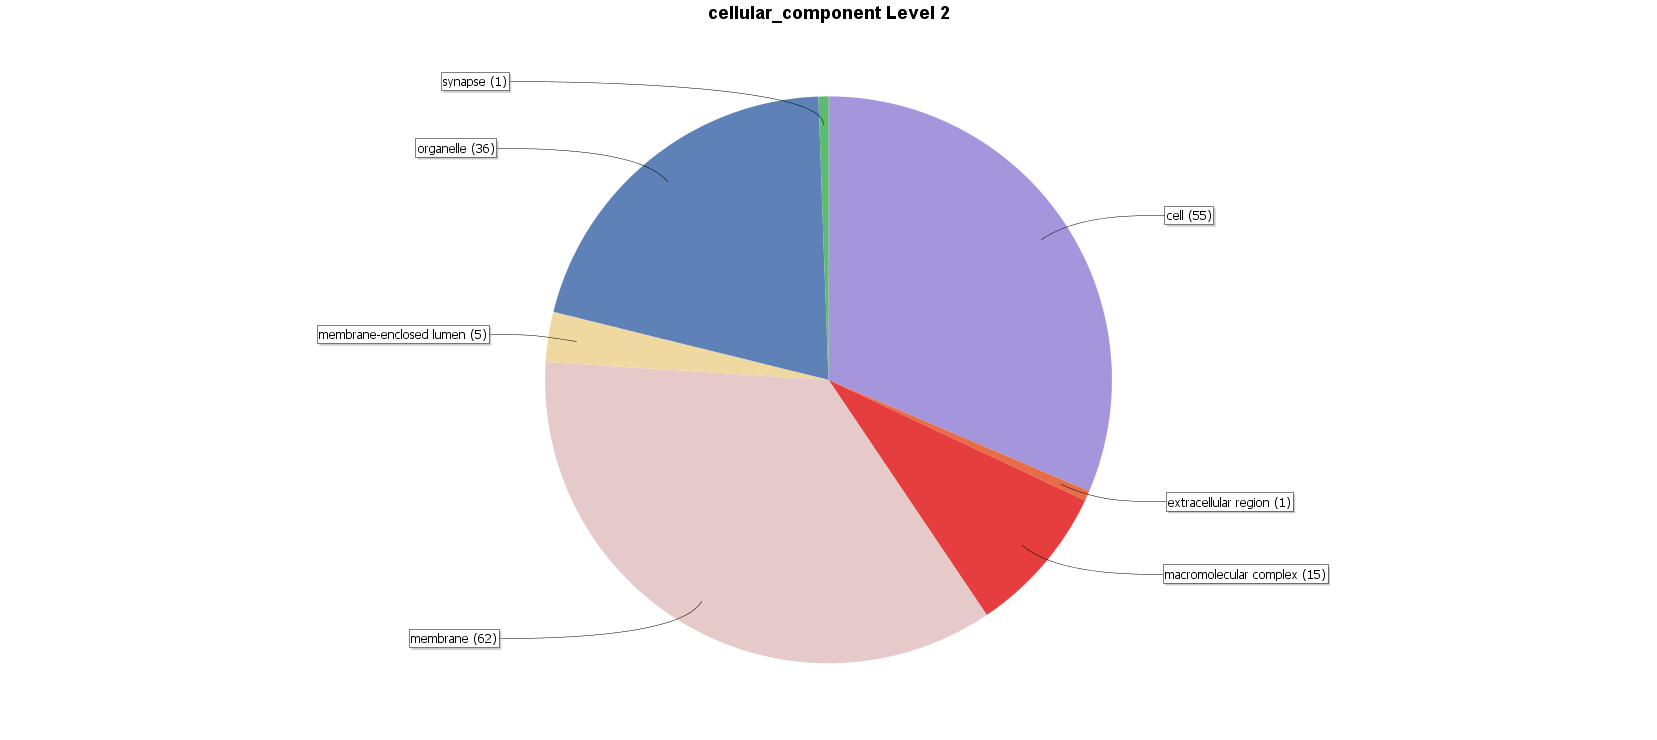 cellular_component Level 2
synapse (1)
organelle (36)
cell (55)
membrane-enclosed lumen (5)
extracellular region (1)
macromolecular complex (15)
membrane (62)